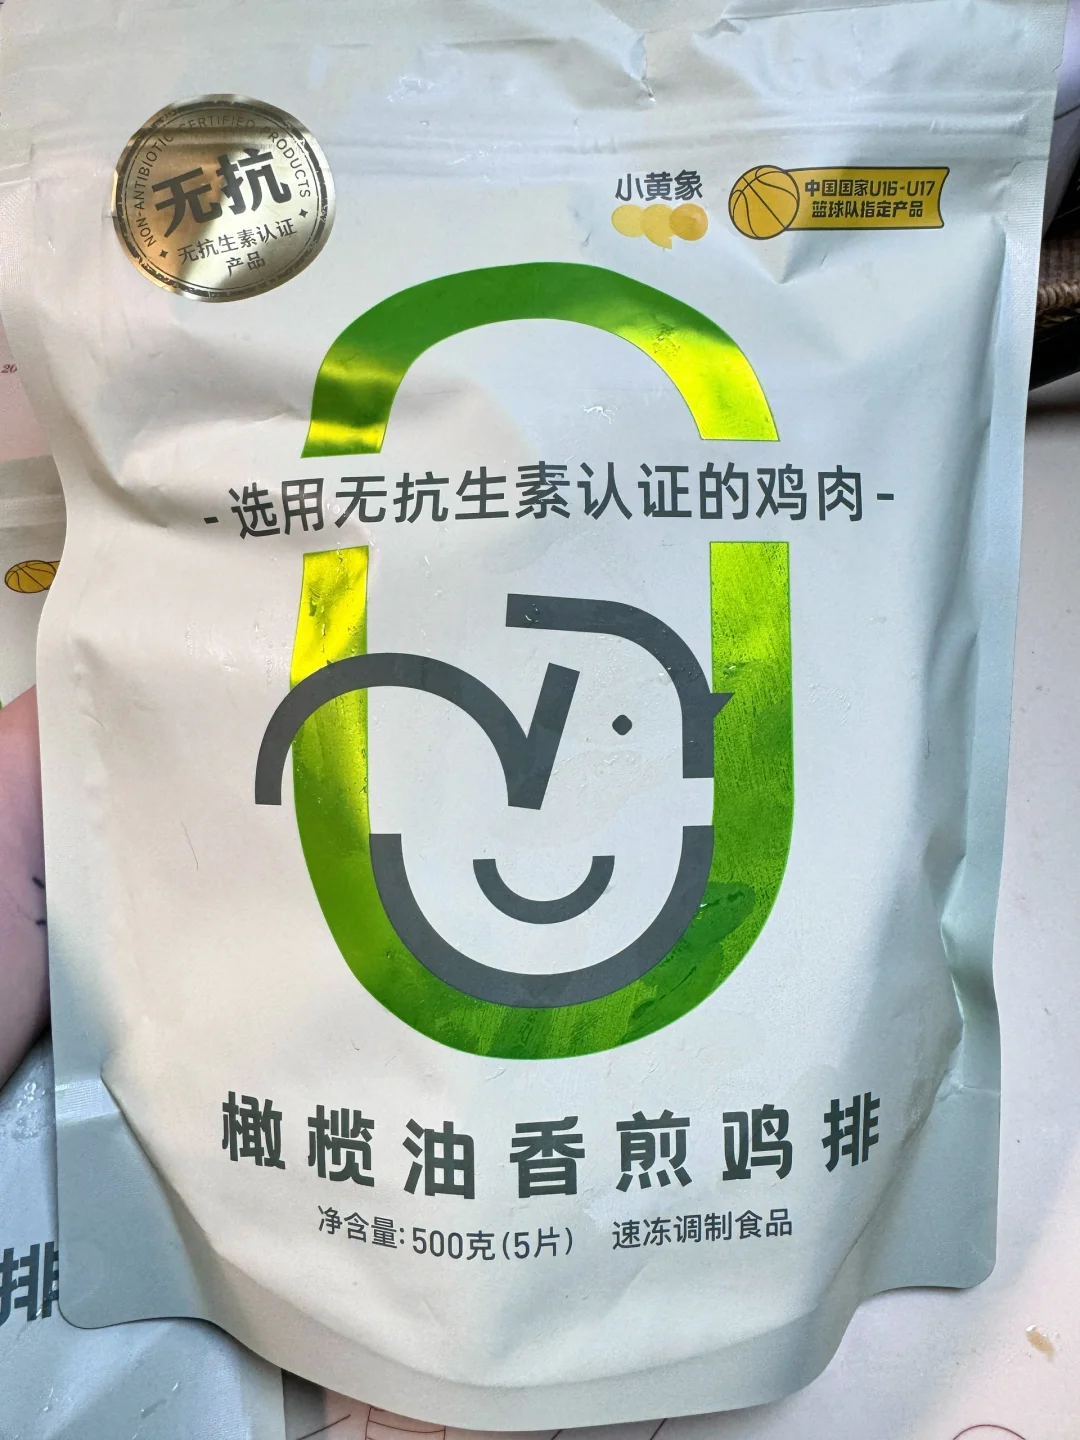 NON-ANTIBIOTIC CERTIFIED PRODUCTS
无抗
无抗生素认证
产品
小黄象
中国国家U16-U17
篮球队指定产品
-选用无抗生素认证的鸡肉-
橄榄油香煎鸡排
净含量:500克(5片) 速冻调制食品
20
排